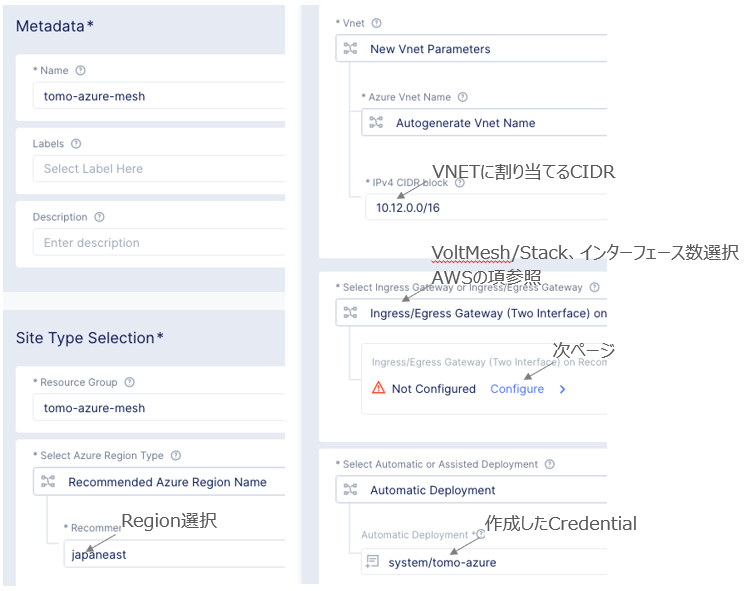 Metadata*
* Name
tomo-azure-mesh
Labels
Select Label Here
Description
Enter description
Site Type Selection*
* Resource Group
tomo-azure-mesh
* Select Azure Region Type
Recommended Azure Region Name
* Recommer
Region選択
japaneast
* Vnet
New Vnet Parameters
* Azure Vnet Name
Autogenerate Vnet Name
VNETに割り当てるCIDR
* IPv4 CIDR block
10.12.0.0/16
VoltMesh/Stack、インターフェース数選択
AWSの項参照
* Select Ingress Gateway or Ingress/Egress Gateway
Ingress/Egress Gateway (Two Interface) on
次ページ
Ingress/Egress Gateway (Two Interface) on Recom
Not Configured Configure
* Select Automatic or Assisted Deployment
Automatic Deployment
作成したCredential
Automatic Deployment *
system/tomo-azure